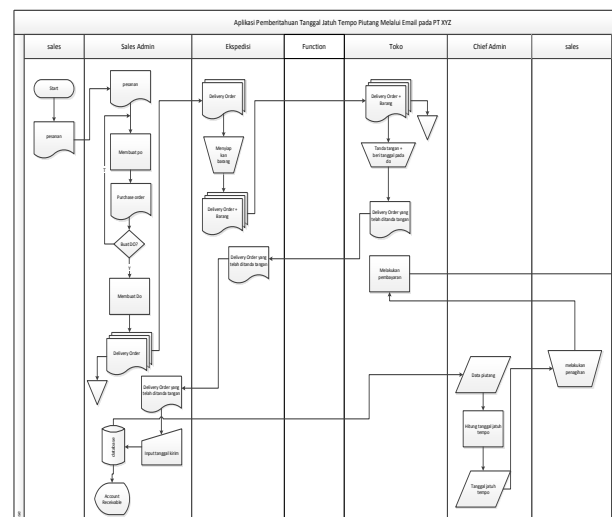 Aplikasi Pemberitahuan Tanggal Jatuh Tempo Piutang Melalui Email pada PT XYZ
sales
Sales Admin
Ekspedisi
Function
Toko
Chief Admin
sales
Start
pesanan
pesanan
Membuat po
Purchase order
Buat DO?
Y
Membuat Do
Delivery Order
Delivery Order yang
telah ditanda tangan
Input tanggal kirim
database
Account
Receivable
Delivery Order
Menyiap
kan
barang
Delivery Order +
Barang
Delivery Order yang
telah ditanda tangan
Delivery Order +
Barang
Tanda tangan +
beri tanggal pada
do
Delivery Order yang
telah ditanda tangan
Melakukan
pembayaran
Data piutang
Hitung tanggal jatuh
tempo
Tanggal jatuh
tempo
melakukan
penagihan